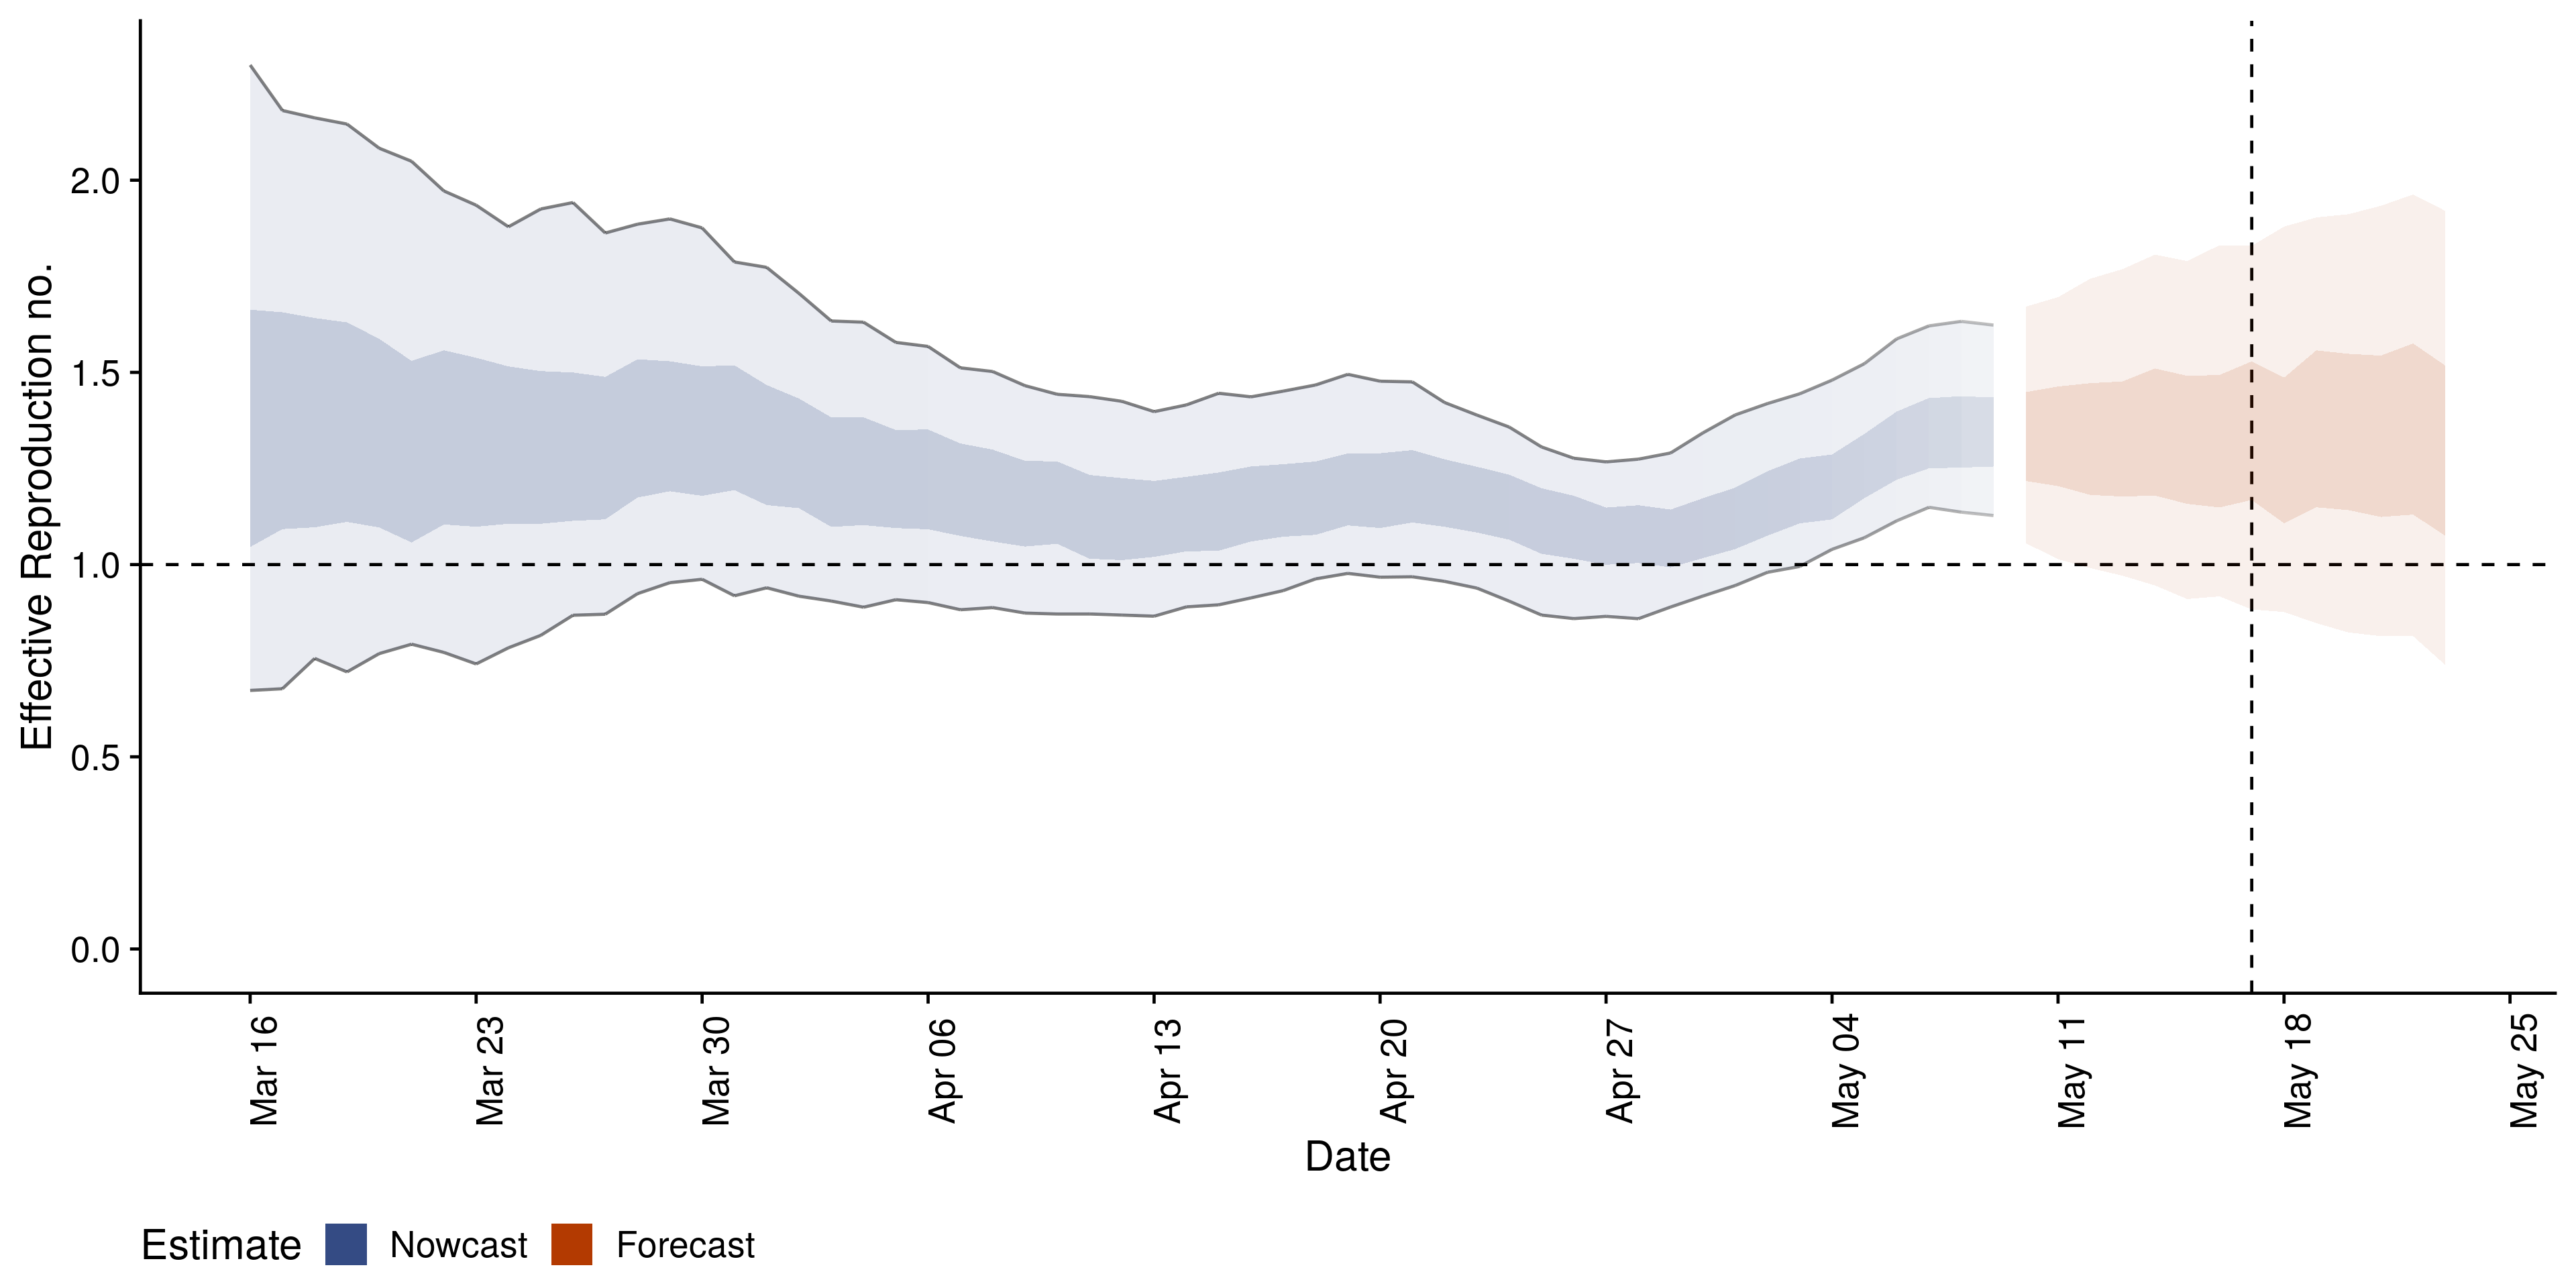 Effective Reproduction no.
2.0
1.5
1.0
0.5
0.0
Mar 16
Mar 23
Mar 30
Apr 06
Apr 13
Apr 20
Apr 27
May 04
May 11
May 18
May 25
Date
Estimate Nowcast Forecast